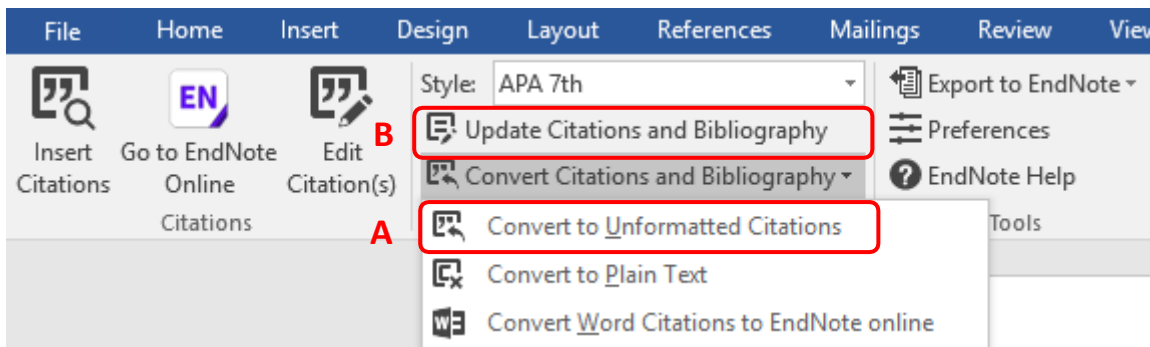 File Home Insert Design Layout References Mailings Review View
Style: APA 7th
EN
Export to EndNote
B
Update Citations and Bibliography
Preferences
Insert Citations
Go to EndNote Online
Edit Citation(s)
Convert Citations and Bibliography
EndNote Help
Citations
A
Convert to Unformatted Citations
Tools
Convert to Plain Text
Convert Word Citations to EndNote online